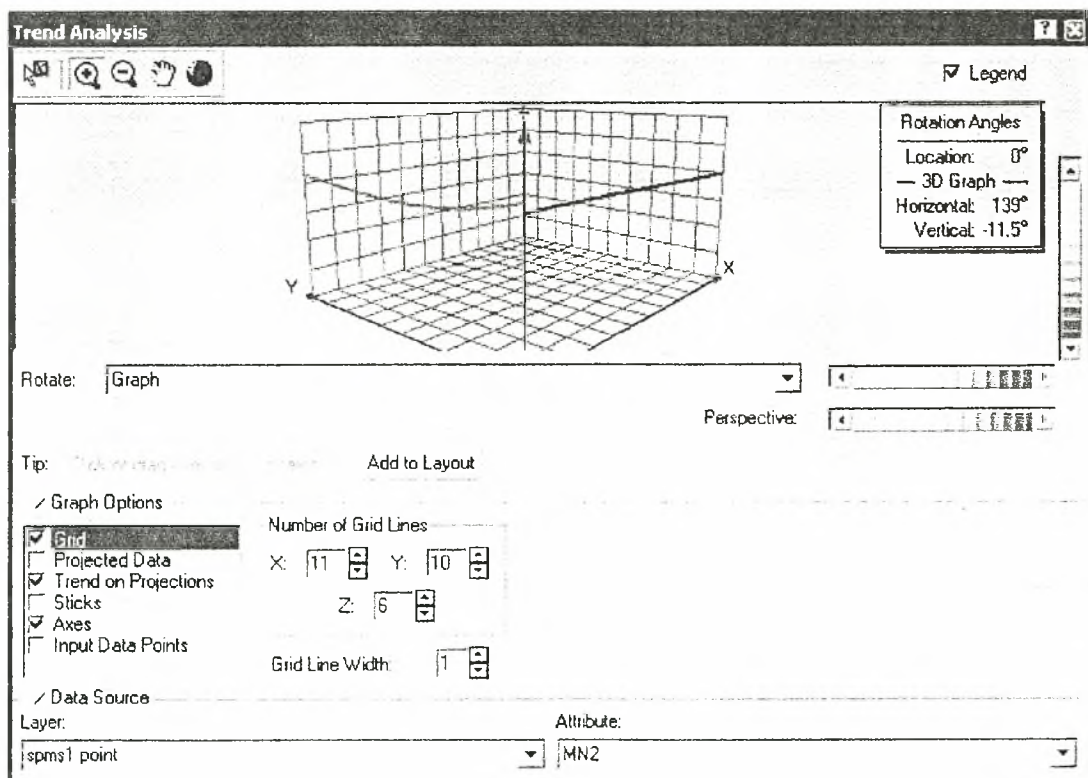 Trend Analysis
Legend
Rotation Angles
Location: 0°
3D Graph
Horizontal: 139°
Vertical: -11.5°
Z
Y
X
Rotate: Graph
Perspective:
Tip: Add to Layout
Graph Options
Grid
Projected Data
Trend on Projections
Sticks
Axes
Input Data Points
Number of Grid Lines
X: 11 Y: 10
Z: 6
Grid Line Width: 1
Data Source
Layer: Attribute:
spms1 point MN2